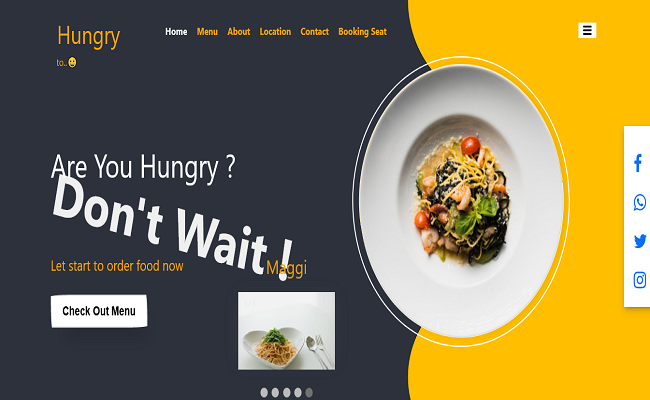 Hungry
to..😀
Home Menu About Location Contact Booking Seat
Are You Hungry ?
Don't Wait !
Let start to order food now
Maggi
Check Out Menu